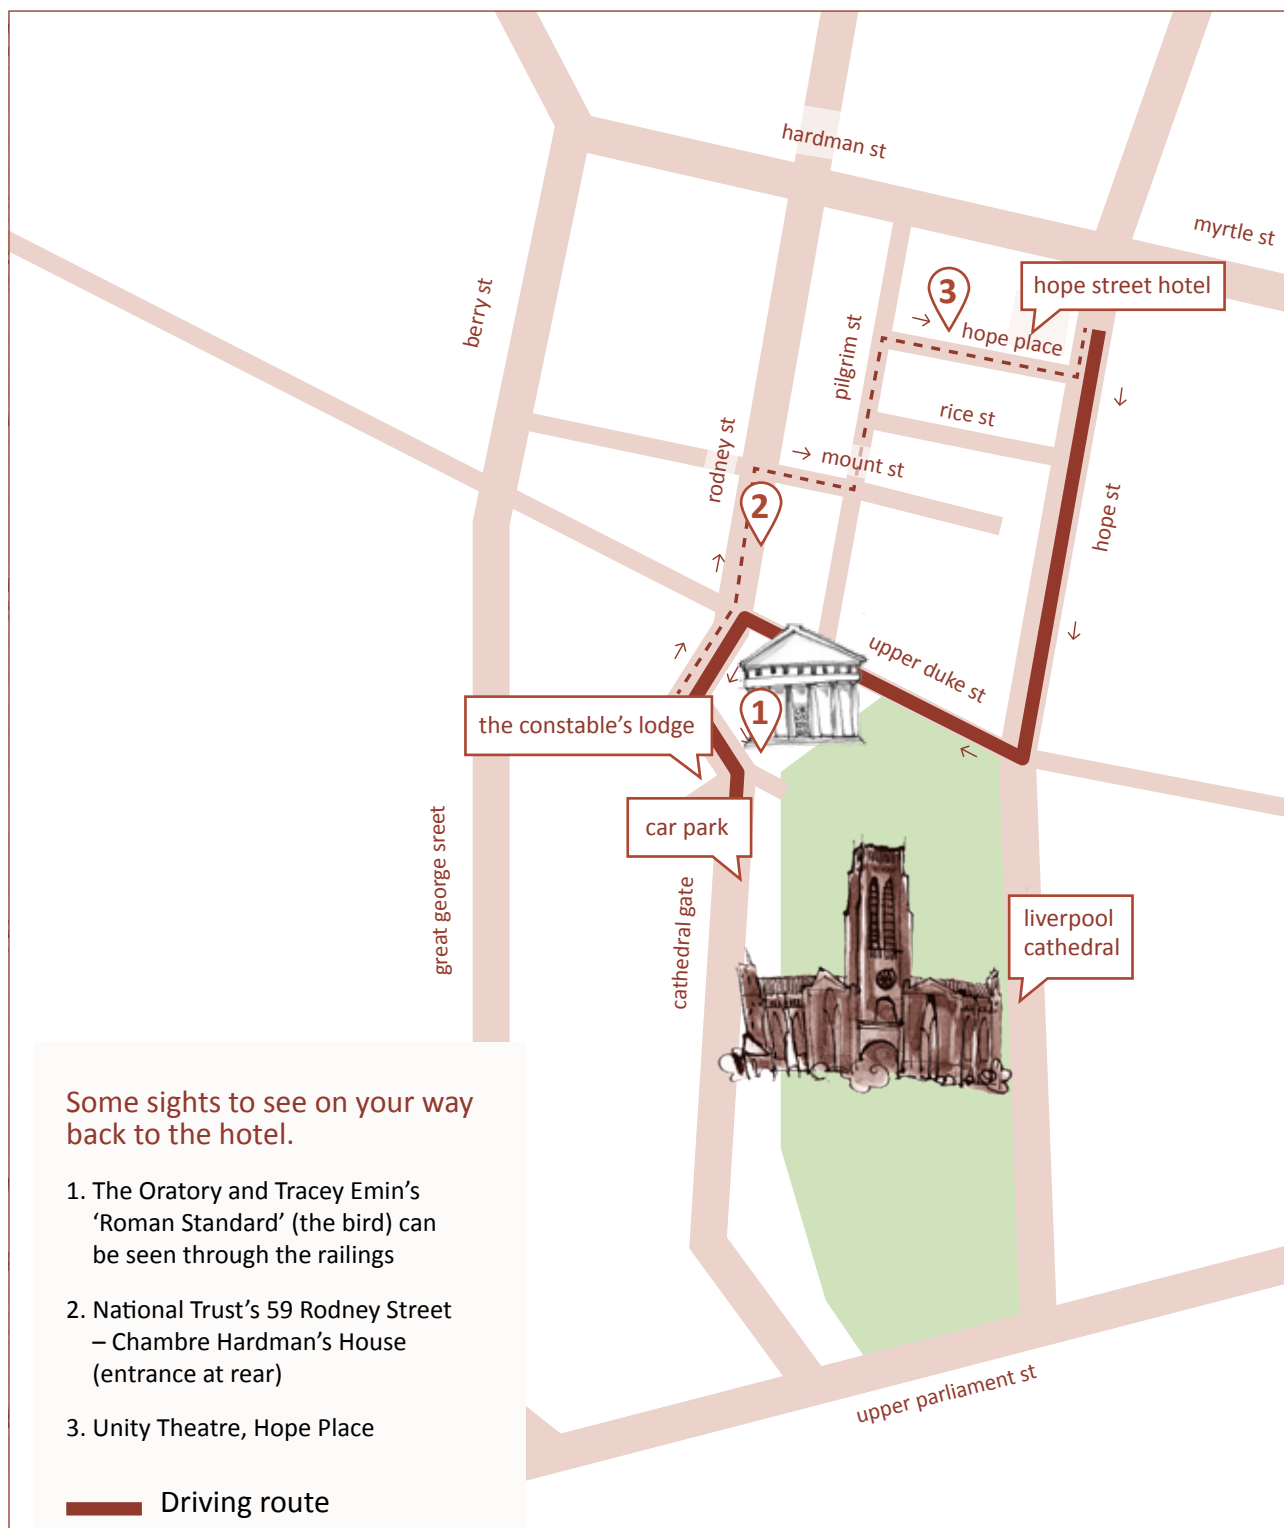 hardman st
myrtle st
berry st
3
hope street hotel
hope place
pilgrim st
rice st
rodney st
mount st
2
hope st
upper duke st
1
the constable's lodge
car park
great george sreet
cathedral gate
liverpool
cathedral
upper parliament st
Some sights to see on your way
back to the hotel.
1. The Oratory and Tracey Emin's
‘Roman Standard’ (the bird) can
be seen through the railings
2. National Trust's 59 Rodney Street
– Chambre Hardman's House
(entrance at rear)
3. Unity Theatre, Hope Place
Driving route